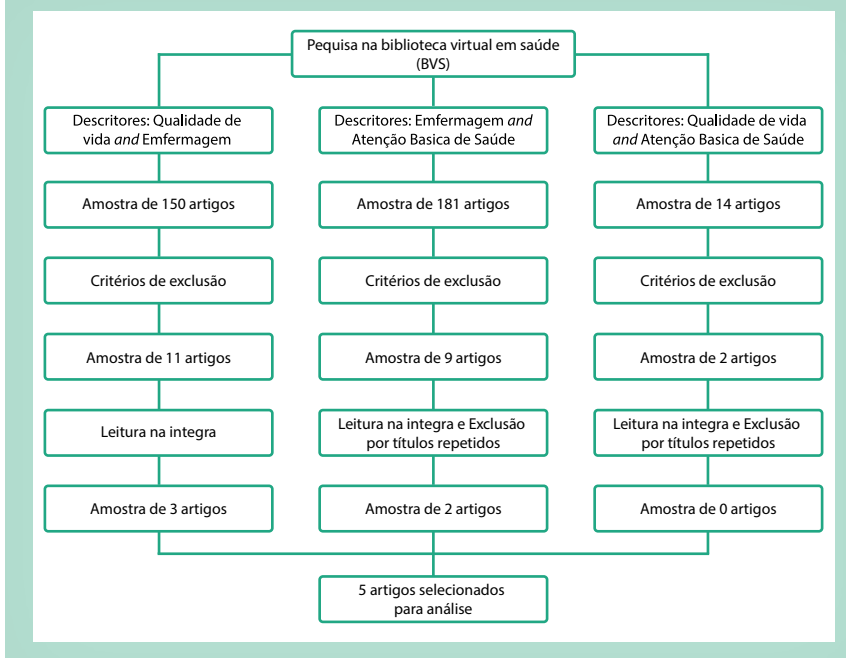 Pequisa na biblioteca virtual em saúde
(BVS)
Descritores: Qualidade de
vida and Emfermagem
Descritores: Emfermagem and
Atenção Basica de Saúde
Descritores: Qualidade de vida
and Atenção Basica de Saúde
Amostra de 150 artigos
Amostra de 181 artigos
Amostra de 14 artigos
Critérios de exclusão
Critérios de exclusão
Critérios de exclusão
Amostra de 11 artigos
Amostra de 9 artigos
Amostra de 2 artigos
Leitura na integra
Leitura na integra e Exclusão
por títulos repetidos
Leitura na integra e Exclusão
por títulos repetidos
Amostra de 3 artigos
Amostra de 2 artigos
Amostra de 0 artigos
5 artigos selecionados
para análise